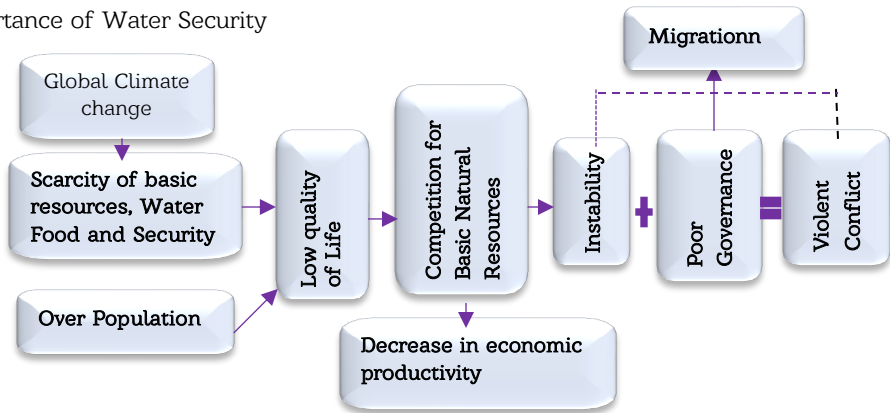 rtance of Water Security
Migrationn
Global Climate
change
Scarcity of basic
resources, Water
Food and Security
Over Population
Low quality
of Life
Competition for
Basic Natural
Resources
Decrease in economic
productivity
Instability
+
Poor
Governance
=
Violent
Conflict